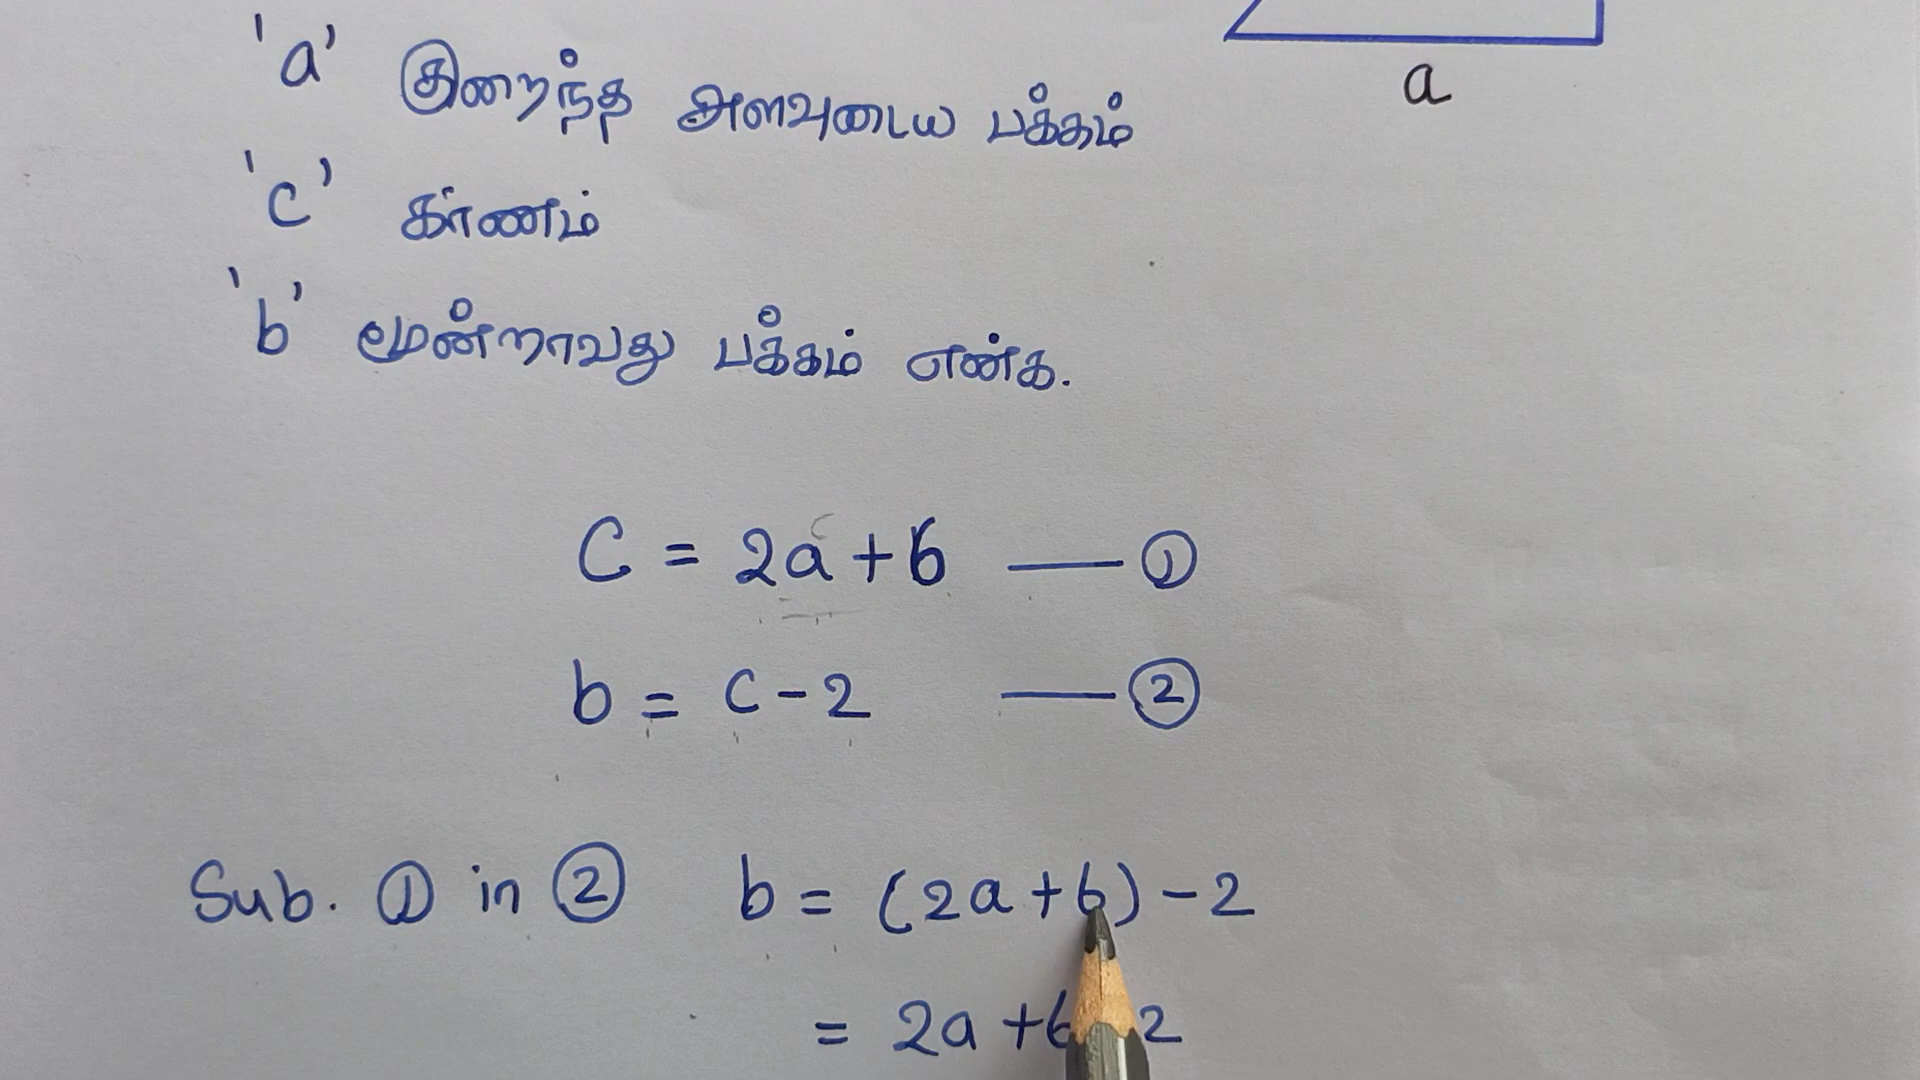 a
'a' குறைந்த அளவுடைய பக்கம்
'c' கர்ணம்
'b' மூன்றாவது பக்கம் என்க.
C = 2a + 6 —— ①
b = c - 2 —— ②
Sub. ① in ② b = (2a + 6) - 2
= 2a + 6 2